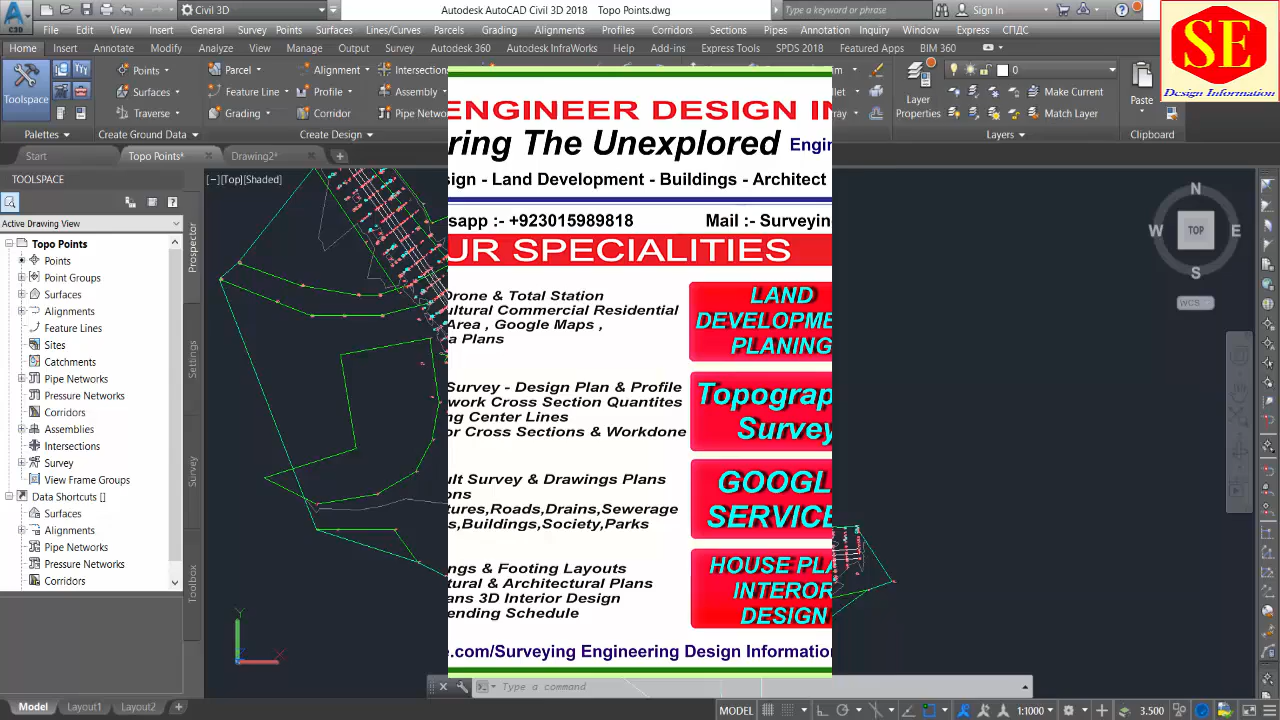 Civil 3D
Autodesk AutoCAD Civil 3D 2018 Topo Points.dwg
Type a keyword or phrase
Sign In
File Edit View Insert General Survey Points Surfaces Lines/Curves Parcels Grading Alignments Profiles Corridors Sections Pipes Annotation Inquiry Window Express СПДС
Home Insert Annotate Modify Analyze View Manage Output Survey Autodesk 360 Autodesk InfraWorks Help Add-ins Express Tools SPDS 2018 Featured Apps BIM 360
Toolspace
Points
Surfaces
Traverse
Parcel
Feature Line
Grading
Alignment
Profile
Corridor
Intersections
Assembly
Pipe Netwo
Layer
Properties
0
Make Current
Match Layer
Paste
Palettes
Create Ground Data
Create Design
Layers
Clipboard
SE
Design Information
Start
Topo Points*
Drawing2*
TOOLSPACE
Active Drawing View
Topo Points
Points
Point Groups
Surfaces
Alignments
Feature Lines
Sites
Catchments
Pipe Networks
Pressure Networks
Corridors
Assemblies
Intersections
Survey
View Frame Groups
Data Shortcuts []
Surfaces
Alignments
Pipe Networks
Pressure Networks
Corridors
Prospector
Settings
Survey
Toolbox
[−][Top][Shaded]
ENGINEER DESIGN IN
ring The Unexplored Engin
sign - Land Development - Buildings - Architect
sapp :- +923015989818 Mail :- Surveyin
UR SPECIALITIES
Drone & Total Station
ultural Commercial Residential
Area , Google Maps ,
a Plans
LAND
DEVELOPME
PLANING
Survey - Design Plan & Profile
work Cross Section Quantites
ng Center Lines
or Cross Sections & Workdone
Topograp
Survey
ult Survey & Drawings Plans
ons
tures,Roads,Drains,Sewerage
s,Buildings,Society,Parks
GOOGL
SERVICE
ngs & Footing Layouts
tural & Architectural Plans
ans 3D Interior Design
ending Schedule
HOUSE PLA
INTEROR
DESIGN
e.com/Surveying Engineering Design Information
N
W TOP E
S
WCS
Y
X
Type a command
Model Layout1 Layout2
MODEL
1:1000
3.500